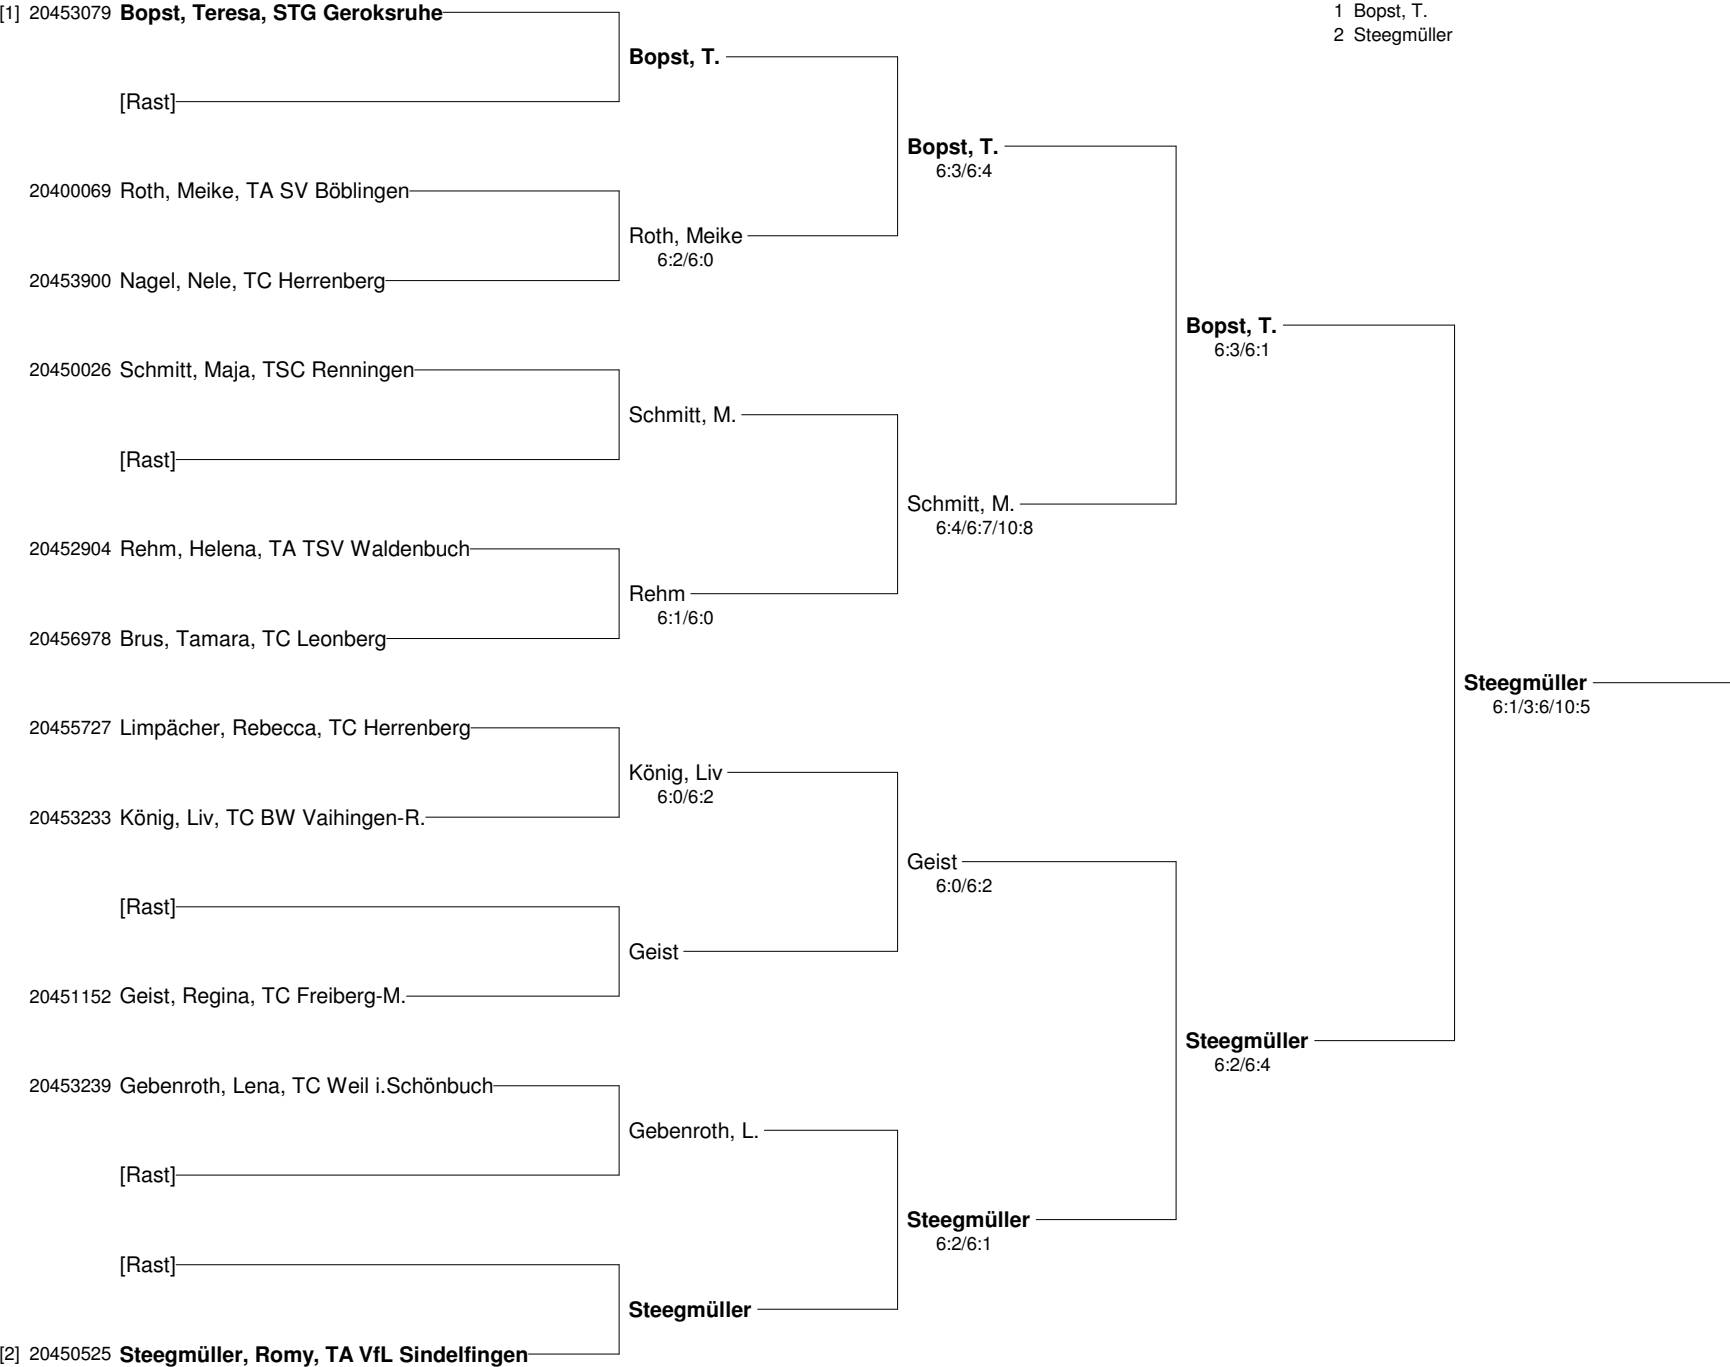 [1] 20453079 Bopst, Teresa, STG Geroksruhe
1 Bopst, T.
2 Steegmüller
Bopst, T.
[Rast]
Bopst, T.
6:3/6:4
20400069 Roth, Meike, TA SV Böblingen
Roth, Meike
6:2/6:0
20453900 Nagel, Nele, TC Herrenberg
Bopst, T.
6:3/6:1
20450026 Schmitt, Maja, TSC Renningen
Schmitt, M.
[Rast]
Schmitt, M.
6:4/6:7/10:8
20452904 Rehm, Helena, TA TSV Waldenbuch
Rehm
6:1/6:0
20456978 Brus, Tamara, TC Leonberg
Steegmüller
6:1/3:6/10:5
20455727 Limpächer, Rebecca, TC Herrenberg
König, Liv
6:0/6:2
20453233 König, Liv, TC BW Vaihingen-R.
Geist
6:0/6:2
[Rast]
Geist
20451152 Geist, Regina, TC Freiberg-M.
Steegmüller
6:2/6:4
20453239 Gebenroth, Lena, TC Weil i.Schönbuch
Gebenroth, L.
[Rast]
Steegmüller
6:2/6:1
[Rast]
Steegmüller
[2] 20450525 Steegmüller, Romy, TA VfL Sindelfingen